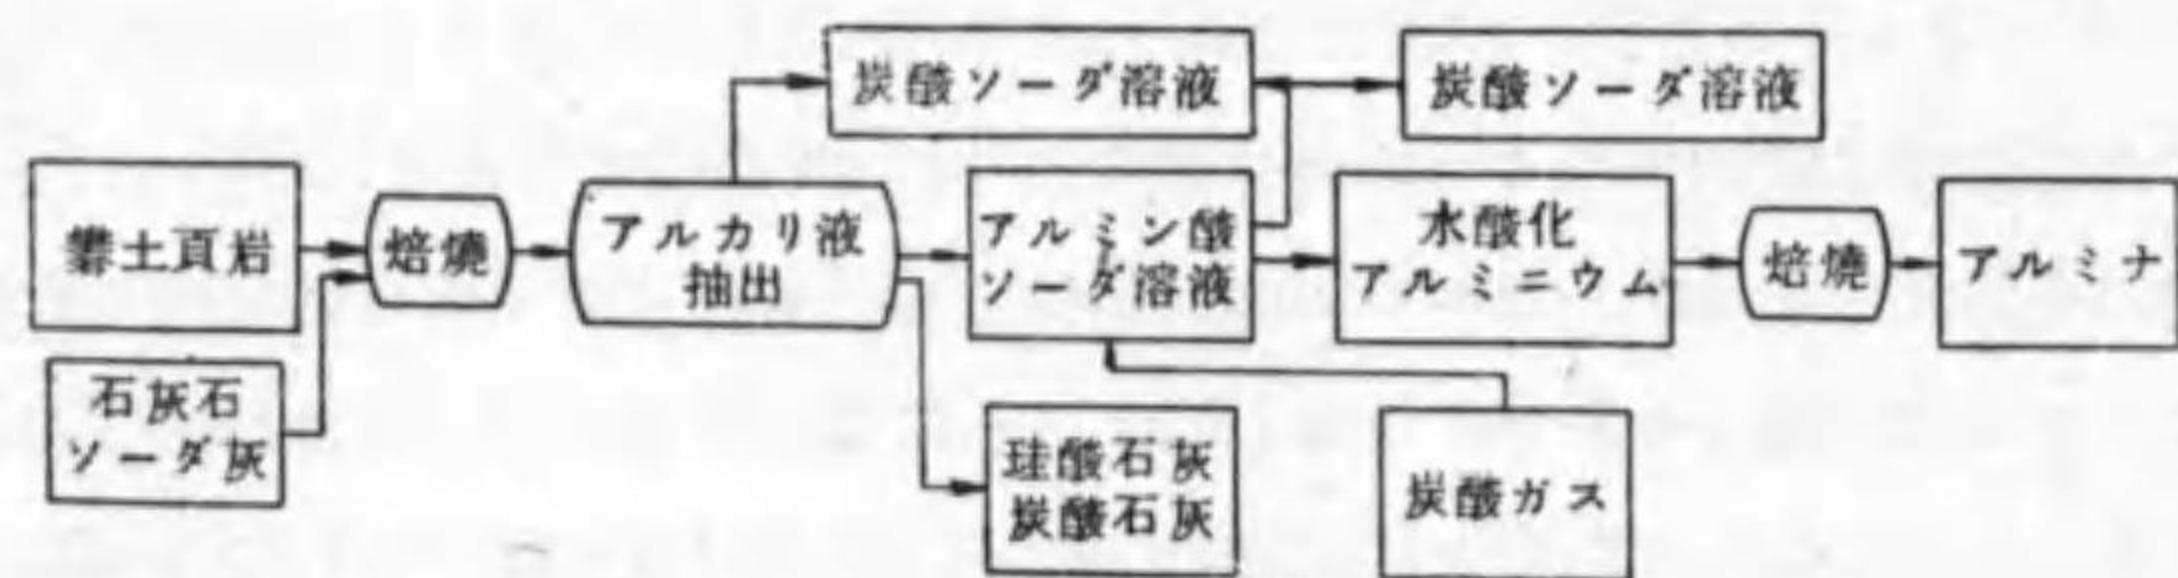 炭酸ソーダ溶液
炭酸ソーダ溶液
礬土頁岩
焙燒
アルカリ液
抽出
アルミン酸
ソーダ溶液
水酸化
アルミニウム
焙燒
アルミナ
石灰石
ソーダ灰
珪酸石灰
炭酸石灰
炭酸ガス